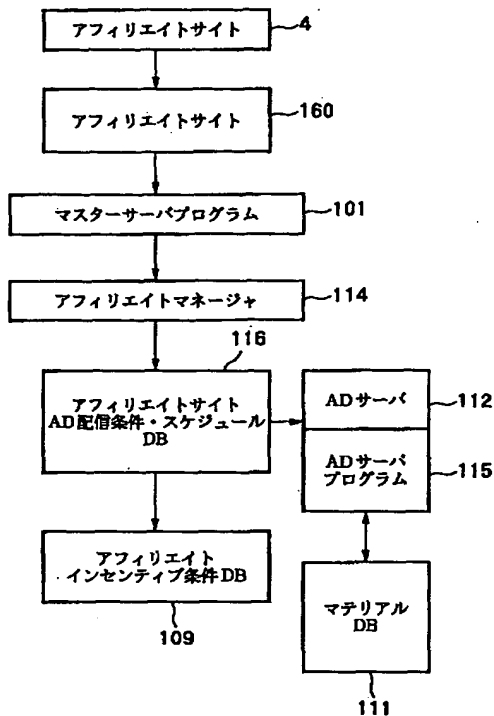 アフィリエイトサイト
4
アフィリエイトサイト
160
マスターサーバプログラム
101
アフィリエイトマネージャ
114
116
アフィリエイトサイト
AD配信条件・スケジュール
DB
ADサーバ
112
ADサーバ
プログラム
115
アフィリエイト
インセンティブ条件DB
109
マテリアル
DB
111